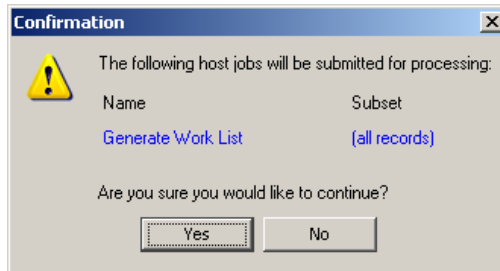 Confirmation
The following host jobs will be submitted for processing:
Name Subset
Generate Work List (all records)
Are you sure you would like to continue?
Yes No